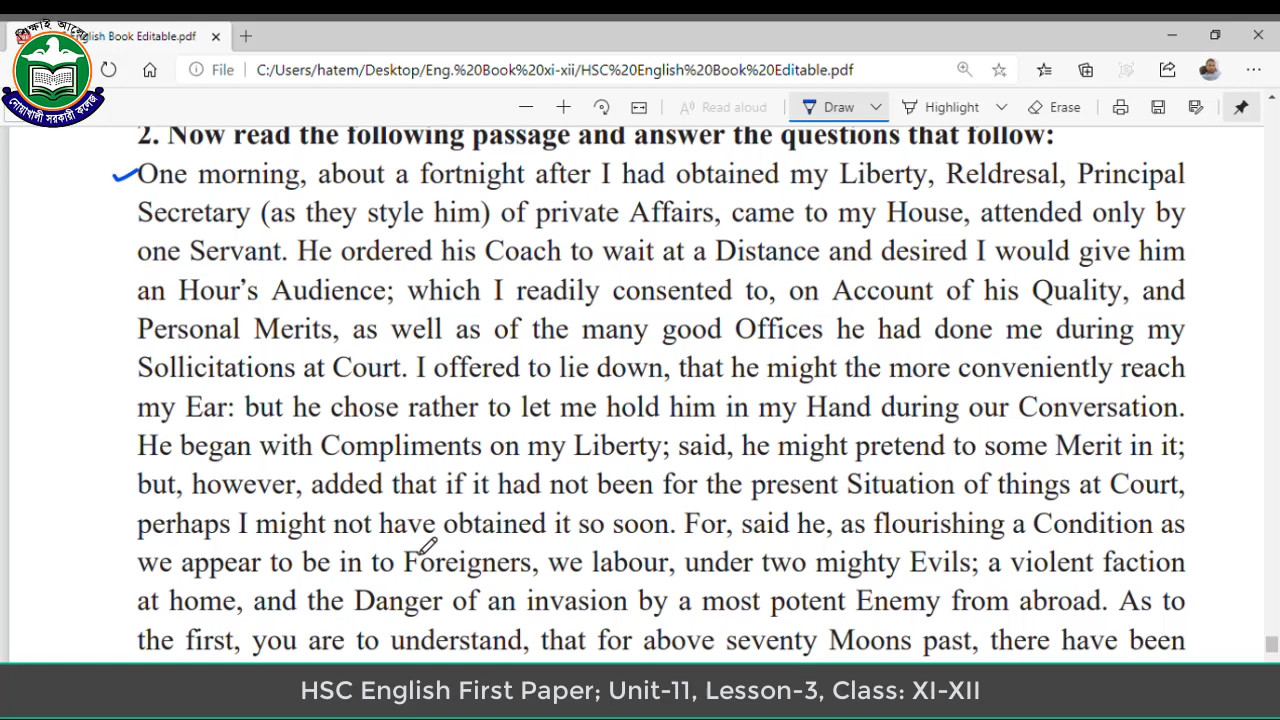 শিক্ষাই আলো
নোয়াখালী সরকারী কলেজ
English Book Editable.pdf
File
C:/Users/hatem/Desktop/Eng.%20Book%20xi-xii/HSC%20English%20Book%20Editable.pdf
Read aloud
Draw
Highlight
Erase
2. Now read the following passage and answer the questions that follow:
One morning, about a fortnight after I had obtained my Liberty, Reldresal, Principal
Secretary (as they style him) of private Affairs, came to my House, attended only by
one Servant. He ordered his Coach to wait at a Distance and desired I would give him
an Hour's Audience; which I readily consented to, on Account of his Quality, and
Personal Merits, as well as of the many good Offices he had done me during my
Sollicitations at Court. I offered to lie down, that he might the more conveniently reach
my Ear: but he chose rather to let me hold him in my Hand during our Conversation.
He began with Compliments on my Liberty; said, he might pretend to some Merit in it;
but, however, added that if it had not been for the present Situation of things at Court,
perhaps I might not have obtained it so soon. For, said he, as flourishing a Condition as
we appear to be in to Foreigners, we labour, under two mighty Evils; a violent faction
at home, and the Danger of an invasion by a most potent Enemy from abroad. As to
the first, you are to understand, that for above seventy Moons past, there have been
HSC English First Paper; Unit-11, Lesson-3, Class: XI-XII